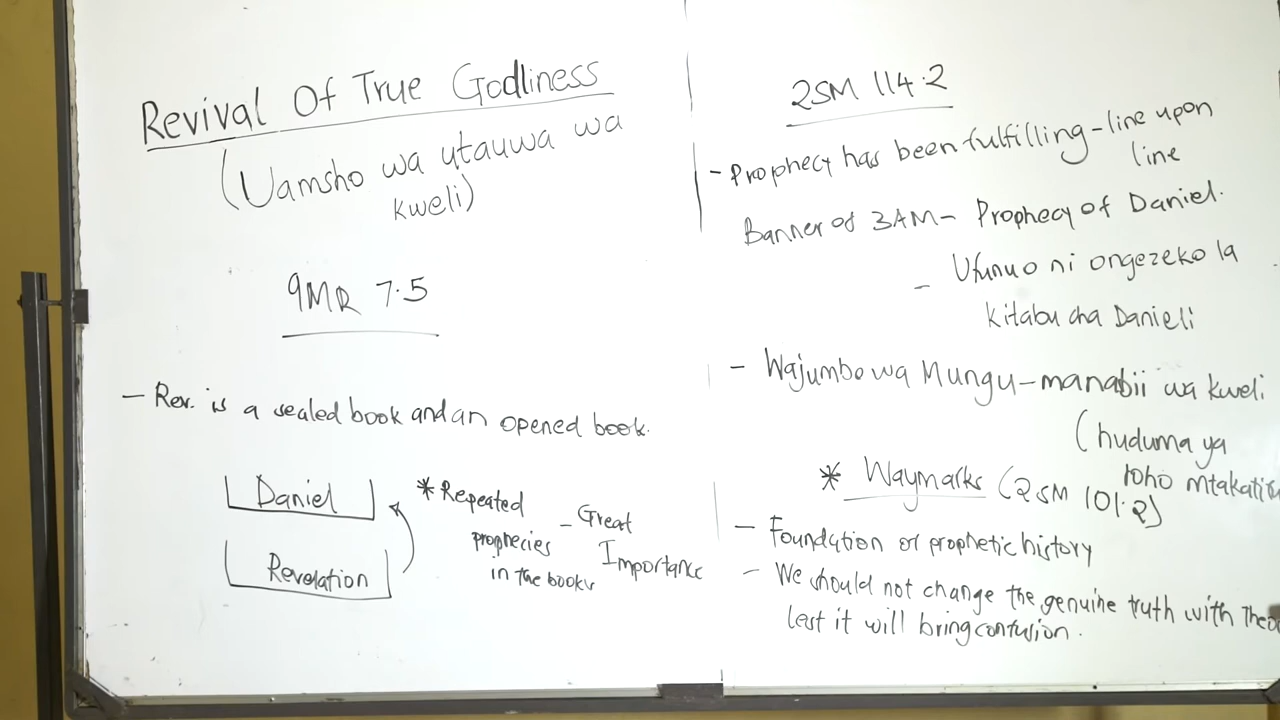 Revival Of True Godliness
(Uamsho wa utauwa wa
kweli)
9MR 7.5
- Rev. is a sealed book and an opened book.
Daniel
Revelation
* Repeated
prophecies
in the books
- Great
Importance
2SM 114.2
- Prophecy has been fulfilling - line upon
line
Banner of 3AM - Prophecy of Daniel.
- Ufunuo ni ongezeko la
kitabu cha Danieli
- Wajumbe wa Mungu - manabii wa kweli
(huduma ya
roho mtakatifu
* Waymarks (2SM 101.2)
- Foundation of prophetic history
- We should not change the genuine truth with
lest it will bring confusion.